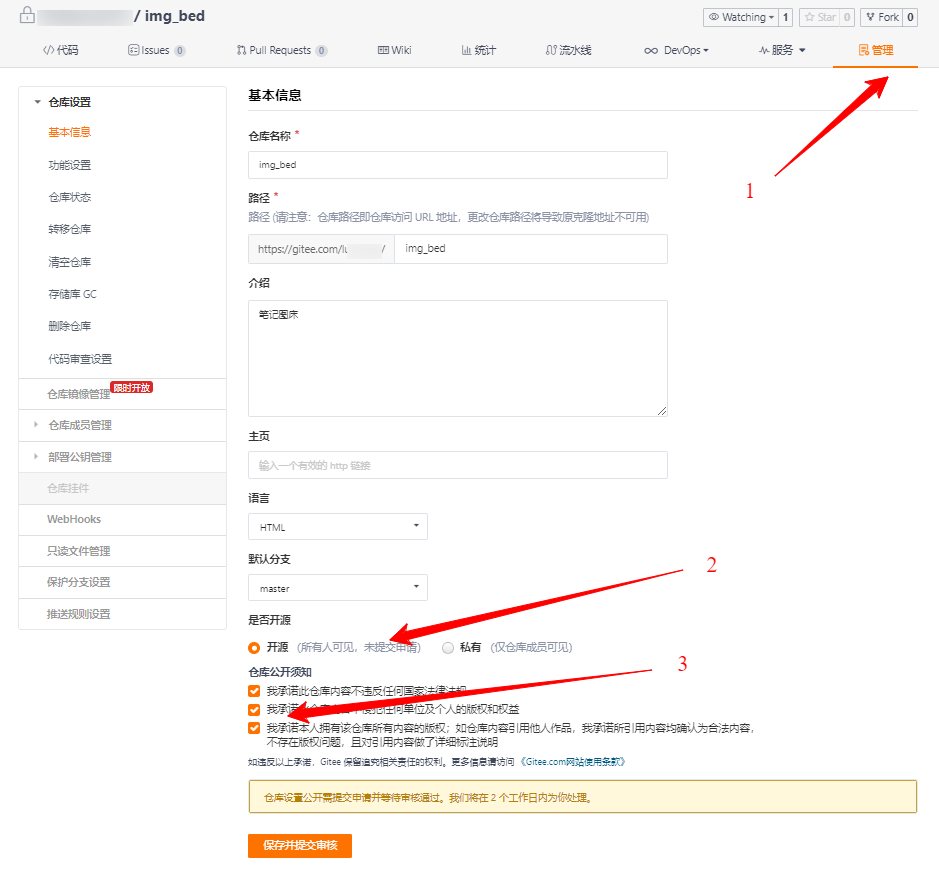 / img_bed
Watching 1 Star 0 Fork 0
代码 Issues 0 Pull Requests 0 Wiki 统计 流水线 DevOps 服务 管理
仓库设置
基本信息
功能设置
仓库状态
转移仓库
清空仓库
存储库 GC
删除仓库
代码审查设置
仓库镜像管理 限时开放
仓库成员管理
部署公钥管理
仓库挂件
WebHooks
只读文件管理
保护分支设置
推送规则设置
基本信息
1
仓库名称 *
img_bed
路径 *
路径 (请注意：仓库路径即仓库访问 URL 地址，更改仓库路径将导致原克隆地址不可用)
https://gitee.com/lu / img_bed
介绍
笔记图床
主页
输入一个有效的 http 链接
语言
HTML
默认分支
master
2
是否开源
开源 (所有人可见，未提交申请) 私有 (仅仓库成员可见)
3
仓库公开须知
我承诺此仓库内容不违反任何国家法律法规
我承 侵犯任何单位及个人的版权和权益
我承诺本人拥有该仓库所有内容的版权；如仓库内容引用他人作品，我承诺所引用内容均确认为合法内容，
不存在版权问题，且对引用内容做了详细标注说明
如违反以上承诺，Gitee 保留追究相关责任的权利。更多信息请访问 《Gitee.com网站使用条款》
仓库设置公开需提交申请并等待审核通过。我们将在 2 个工作日内为你处理。
保存并提交审核